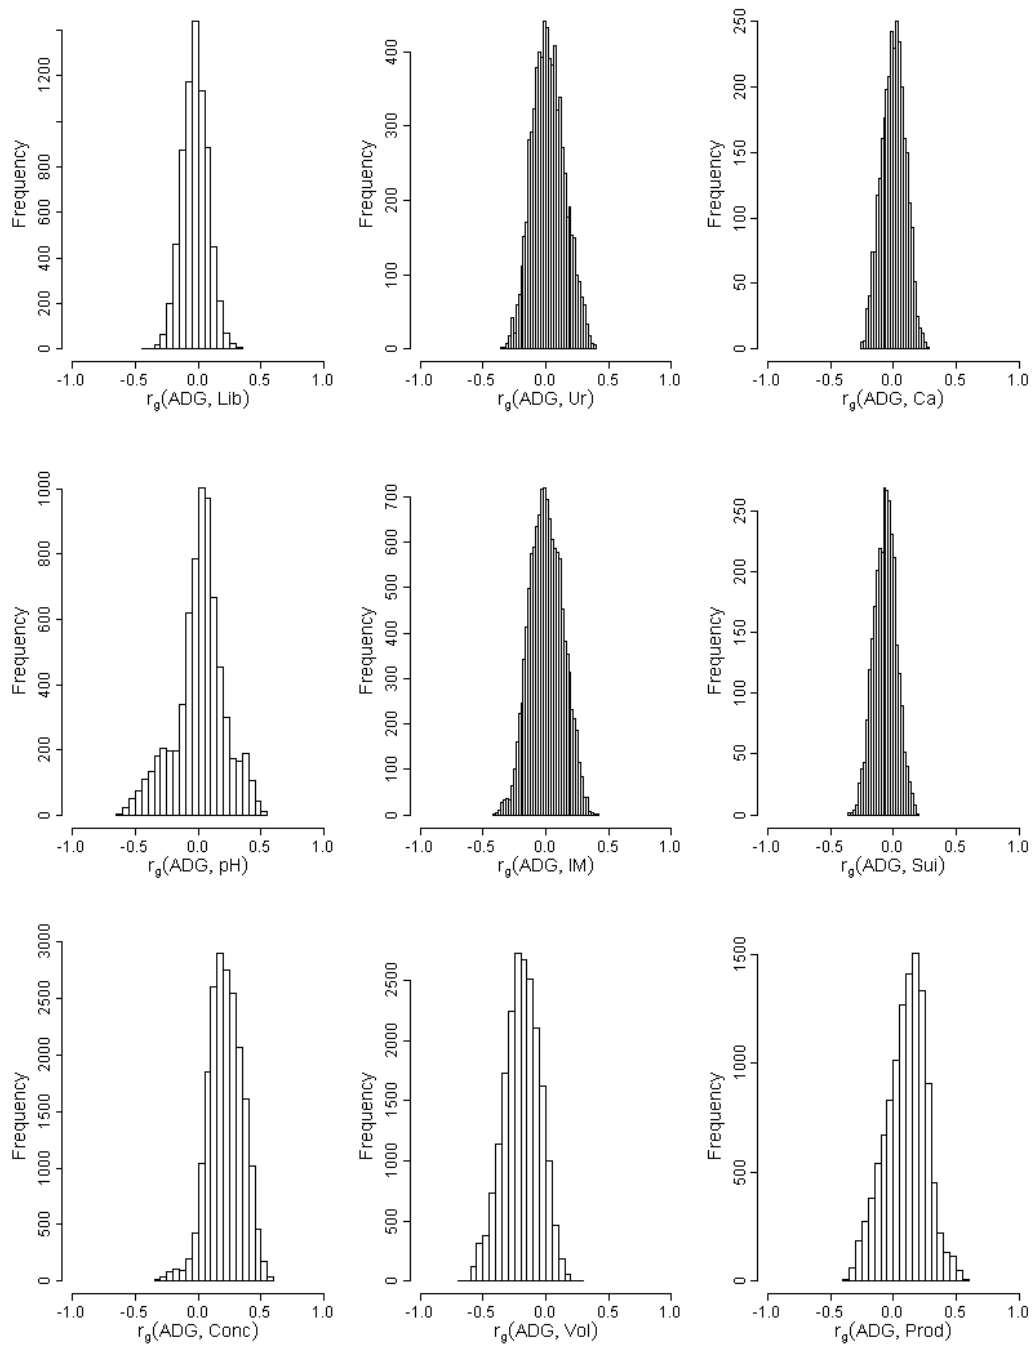 Frequency
0 200 400 600 800 1200
-1.0 -0.5 0.0 0.5 1.0
rg(ADG, Lib)
Frequency
0 100 200 300 400
-1.0 -0.5 0.0 0.5 1.0
rg(ADG, Ur)
Frequency
0 50 100 150 200 250
-1.0 -0.5 0.0 0.5 1.0
rg(ADG, Ca)
Frequency
0 200 400 600 800 1000
-1.0 -0.5 0.0 0.5 1.0
rg(ADG, pH)
Frequency
0 100 200 300 400 500 600 700
-1.0 -0.5 0.0 0.5 1.0
rg(ADG, IM)
Frequency
0 50 100 150 200 250
-1.0 -0.5 0.0 0.5 1.0
rg(ADG, Sui)
Frequency
0 500 1000 1500 2000 2500 3000
-1.0 -0.5 0.0 0.5 1.0
rg(ADG, Conc)
Frequency
0 500 1000 1500 2000 2500
-1.0 -0.5 0.0 0.5 1.0
rg(ADG, Vol)
Frequency
0 500 1000 1500
-1.0 -0.5 0.0 0.5 1.0
rg(ADG, Prod)